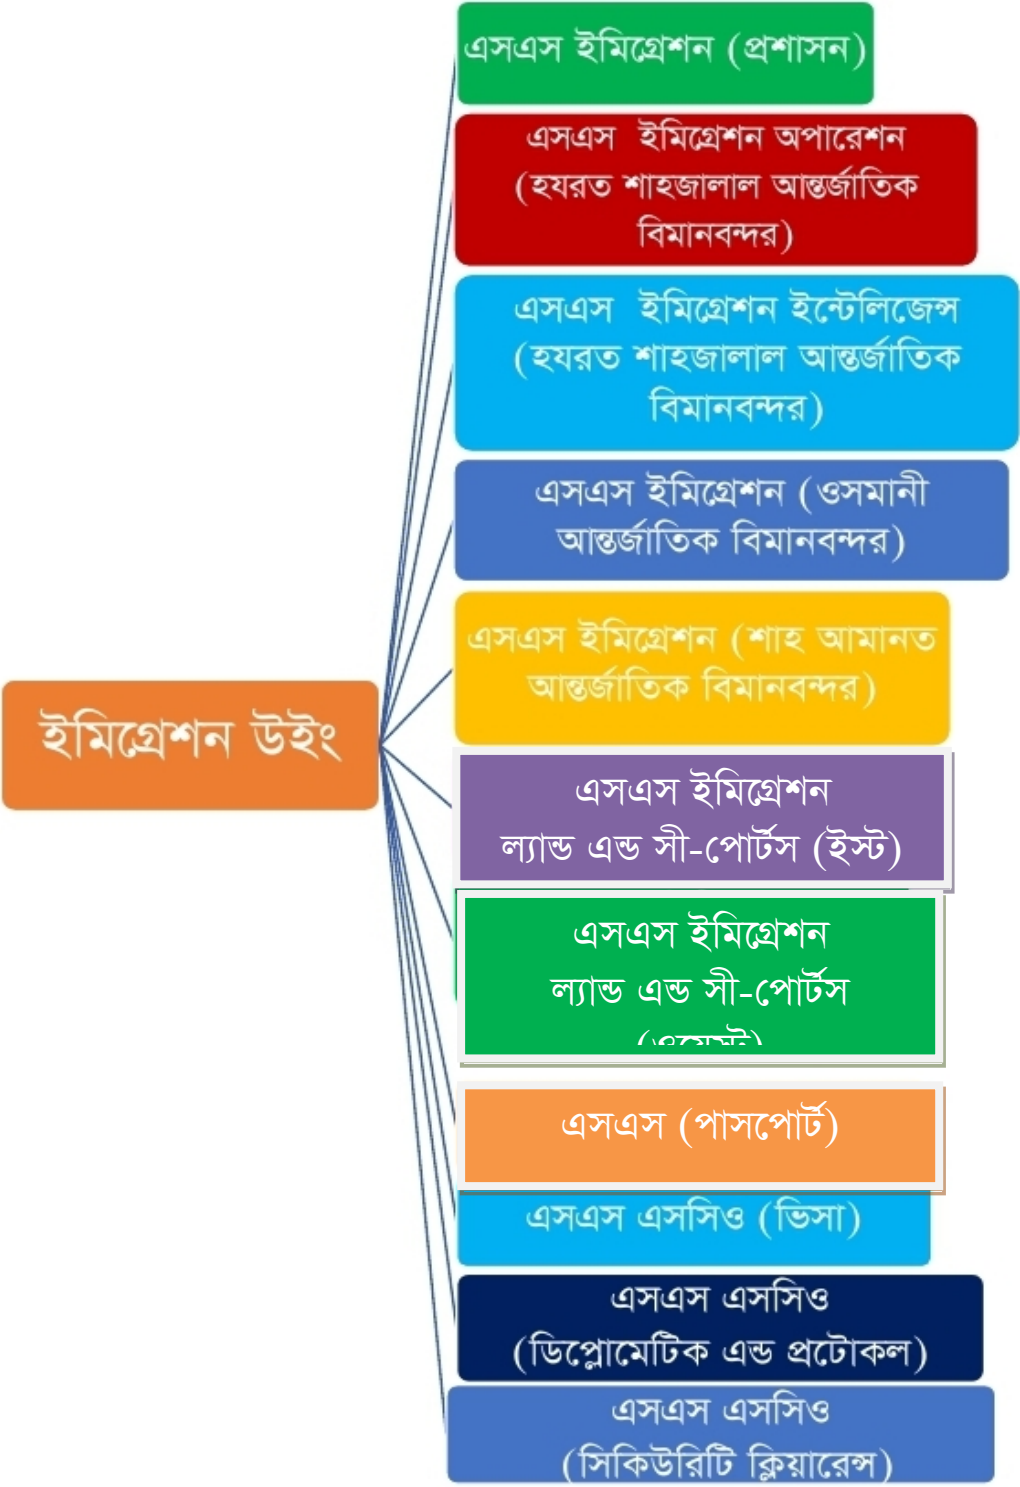 এসএস ইমিগ্রেশন (প্রশাসন)
এসএস ইমিগ্রেশন অপারেশন
(হযরত শাহজালাল আন্তর্জাতিক
বিমানবন্দর)
এসএস ইমিগ্রেশন ইন্টেলিজেন্স
(হযরত শাহজালাল আন্তর্জাতিক
বিমানবন্দর)
এসএস ইমিগ্রেশন (ওসমানী
আন্তর্জাতিক বিমানবন্দর)
এসএস ইমিগ্রেশন (শাহ আমানত
আন্তর্জাতিক বিমানবন্দর)
ইমিগ্রেশন উইং
এসএস ইমিগ্রেশন
ল্যান্ড এন্ড সী-পোর্টস (ইস্ট)
এসএস ইমিগ্রেশন
ল্যান্ড এন্ড সী-পোর্টস
(ওয়েস্ট)
এসএস (পাসপোর্ট)
এসএস এসসিও (ভিসা)
এসএস এসসিও
(ডিপ্লোমেটিক এন্ড প্রটোকল)
এসএস এসসিও
(সিকিউরিটি ক্লিয়ারেন্স)